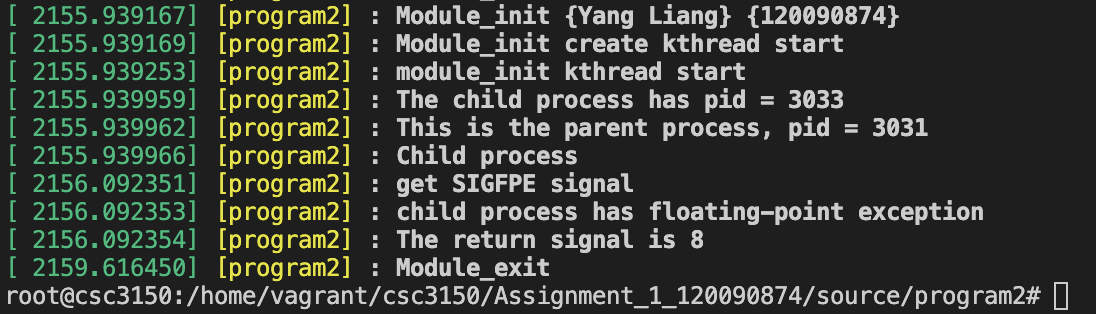 [ 2155.939167] [program2] : Module_init {Yang Liang} {120090874}
[ 2155.939169] [program2] : Module_init create kthread start
[ 2155.939253] [program2] : module_init kthread start
[ 2155.939959] [program2] : The child process has pid = 3033
[ 2155.939962] [program2] : This is the parent process, pid = 3031
[ 2155.939966] [program2] : Child process
[ 2156.092351] [program2] : get SIGFPE signal
[ 2156.092353] [program2] : child process has floating-point exception
[ 2156.092354] [program2] : The return signal is 8
[ 2159.616450] [program2] : Module_exit
root@csc3150:/home/vagrant/csc3150/Assignment_1_120090874/source/program2#